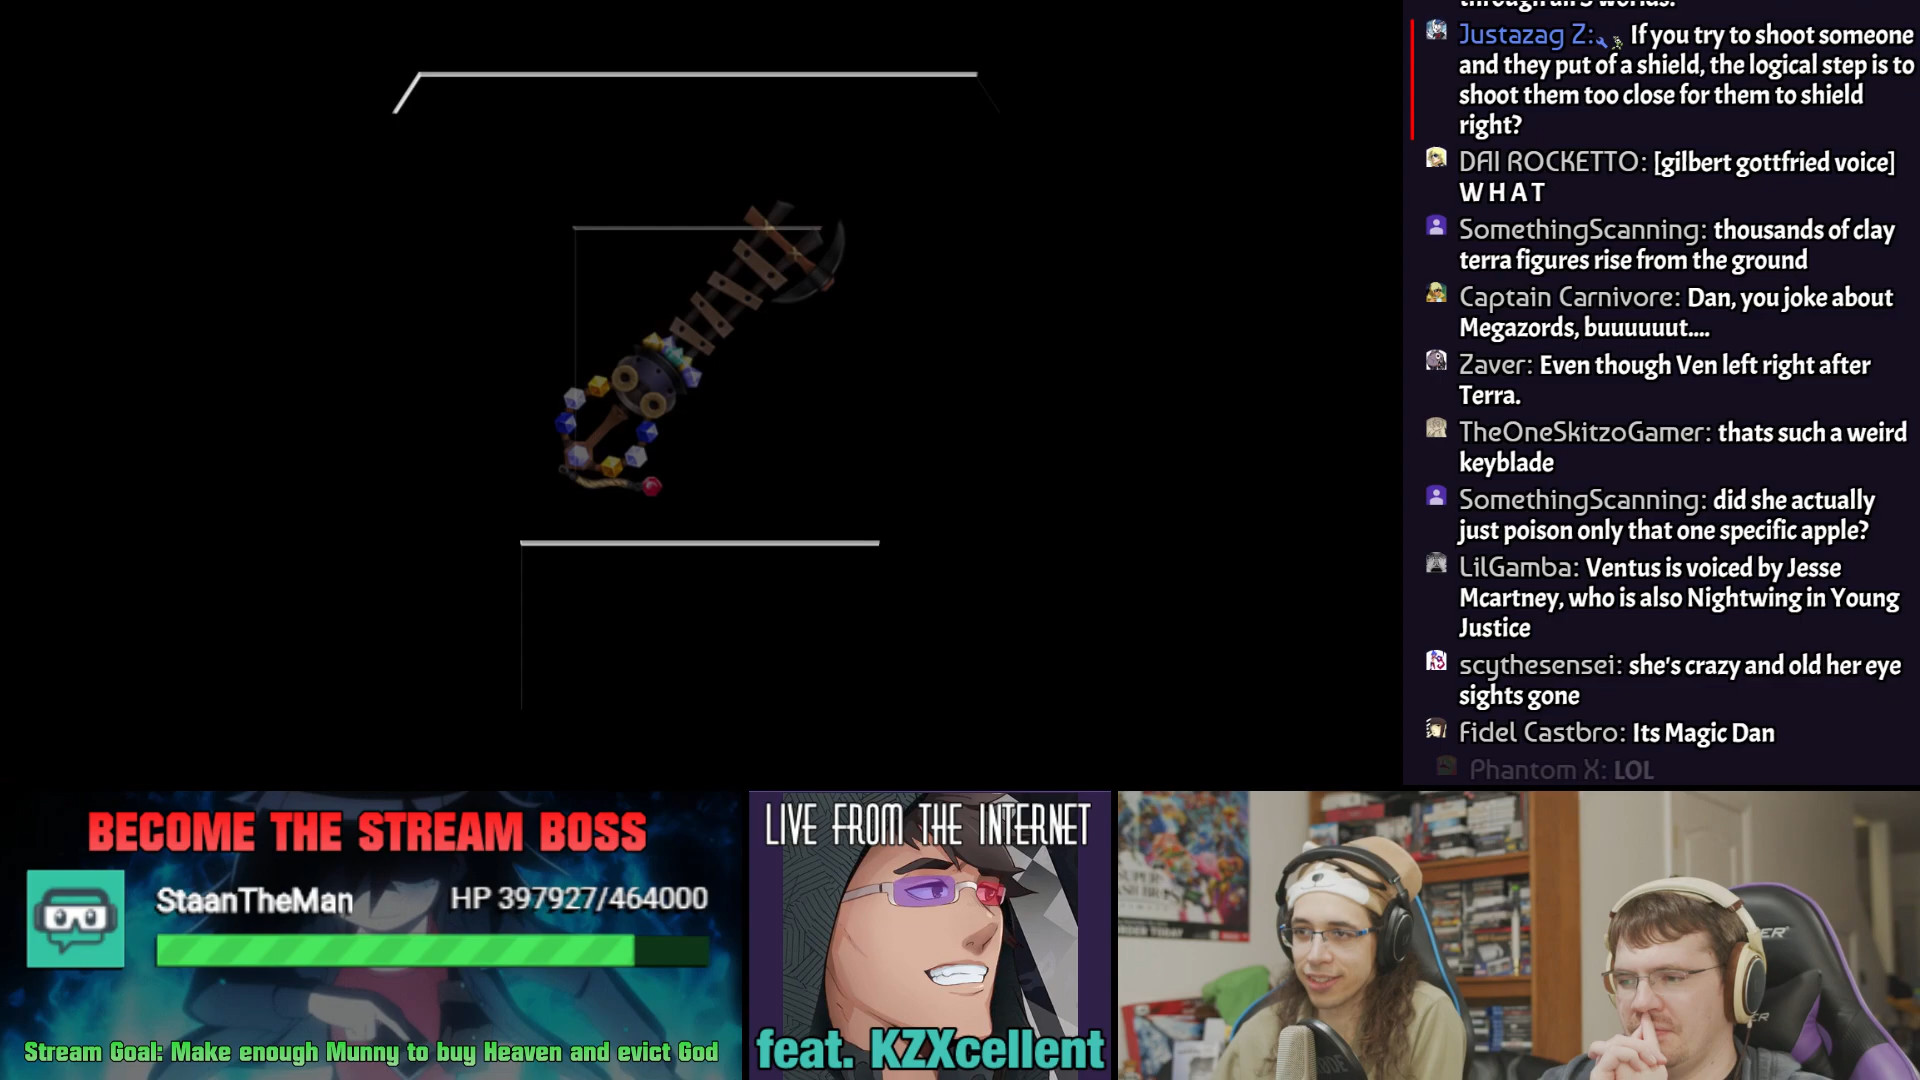 through all 3 worlds.
Justazag Z: If you try to shoot someone
and they put of a shield, the logical step is to
shoot them too close for them to shield
right?
DAI ROCKETTO: [gilbert gottfried voice]
W H A T
SomethingScanning: thousands of clay
terra figures rise from the ground
Captain Carnivore: Dan, you joke about
Megazords, buuuuuut....
Zaver: Even though Ven left right after
Terra.
TheOneSkitzoGamer: thats such a weird
keyblade
SomethingScanning: did she actually
just poison only that one specific apple?
LilGamba: Ventus is voiced by Jesse
Mcartney, who is also Nightwing in Young
Justice
scythesensei: she's crazy and old her eye
sights gone
Fidel Castbro: Its Magic Dan
Phantom X: LOL
BECOME THE STREAM BOSS
StaanTheMan HP 397927/464000
Stream Goal: Make enough Munny to buy Heaven and evict God
LIVE FROM THE INTERNET
feat. KZXcellent